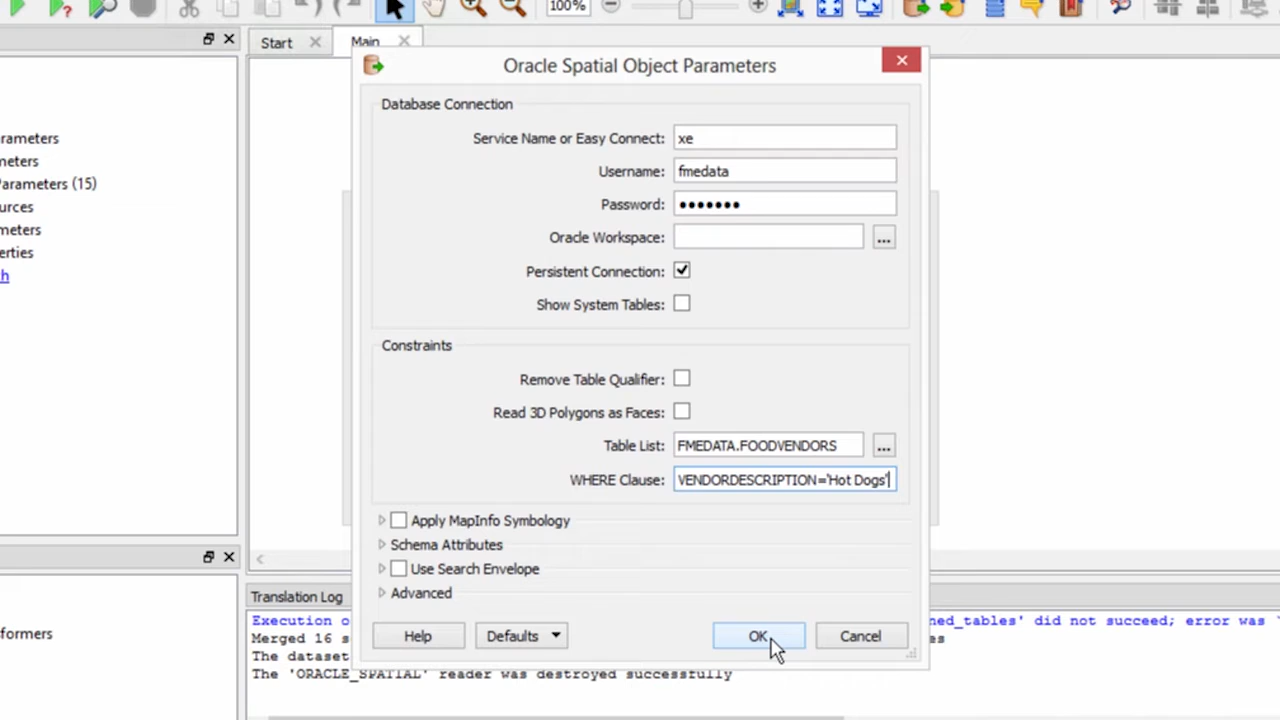 100%
Start
Main
Oracle Spatial Object Parameters
Database Connection
Service Name or Easy Connect: xe
Username: fmedata
Password: •••••••
Oracle Workspace: ...
Persistent Connection:
Show System Tables:
Constraints
Remove Table Qualifier:
Read 3D Polygons as Faces:
Table List: FMEDATA.FOODVENDORS ...
WHERE Clause: VENDORDESCRIPTION='Hot Dogs'
Apply MapInfo Symbology
Schema Attributes
Use Search Envelope
Advanced
Help Defaults OK Cancel
rameters
meters
arameters (15)
urces
meters
erties
h
formers
Translation Log
Execution o ned_tables' did not succeed; error was
Merged 16 s es
The dataset
The 'ORACLE_SPATIAL' reader was destroyed successfully